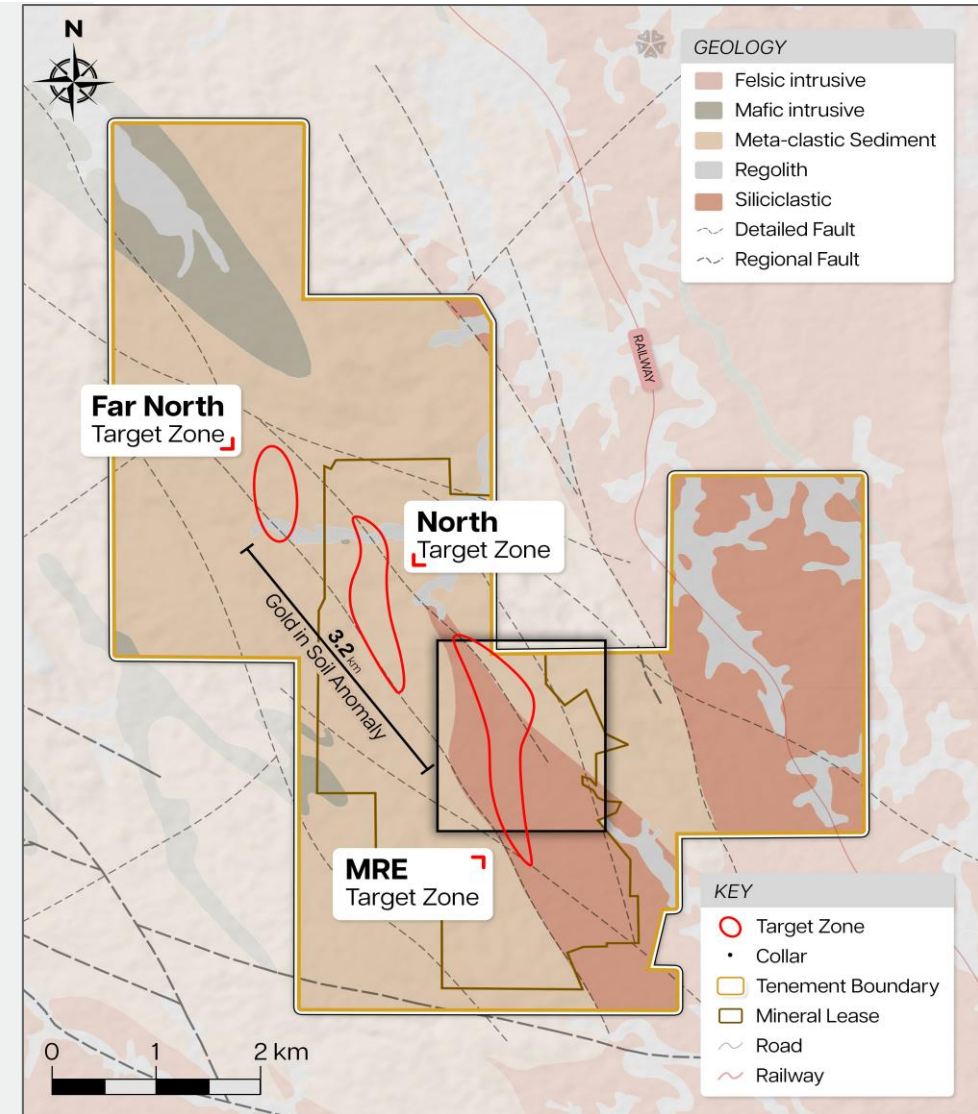 N
GEOLOGY
Felsic intrusive
Mafic intrusive
Meta-clastic Sediment
Regolith
Siliciclastic
Detailed Fault
Regional Fault
RAILWAY
Far North
Target Zone
North
Target Zone
3.2 km
Gold in Soil Anomaly
MRE
Target Zone
KEY
Target Zone
Collar
Tenement Boundary
Mineral Lease
Road
Railway
0 1 2 km